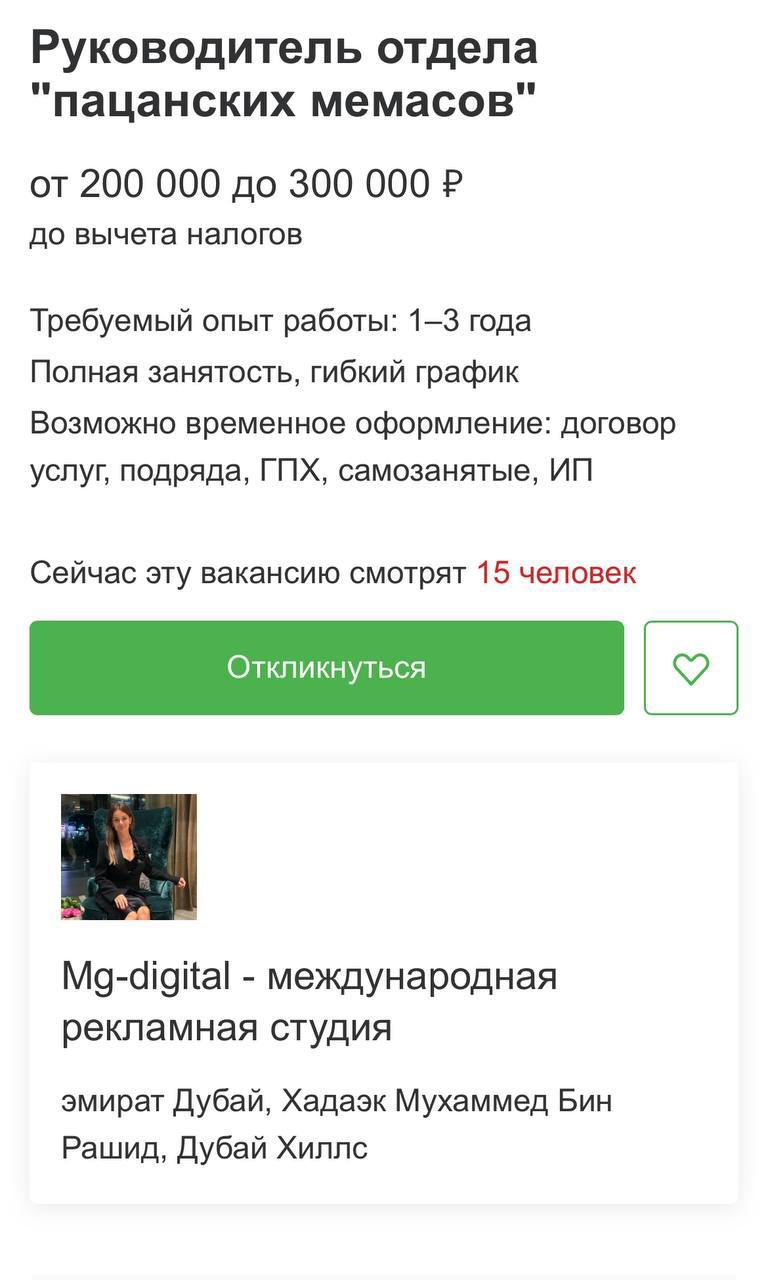 Руководитель отдела
"пацанских мемасов"
от 200 000 до 300 000 ₽
до вычета налогов
Требуемый опыт работы: 1–3 года
Полная занятость, гибкий график
Возможно временное оформление: договор
услуг, подряда, ГПХ, самозанятые, ИП
Сейчас эту вакансию смотрят 15 человек
Откликнуться
Mg-digital - международная
рекламная студия
эмират Дубай, Хадаэк Мухаммед Бин
Рашид, Дубай Хиллс